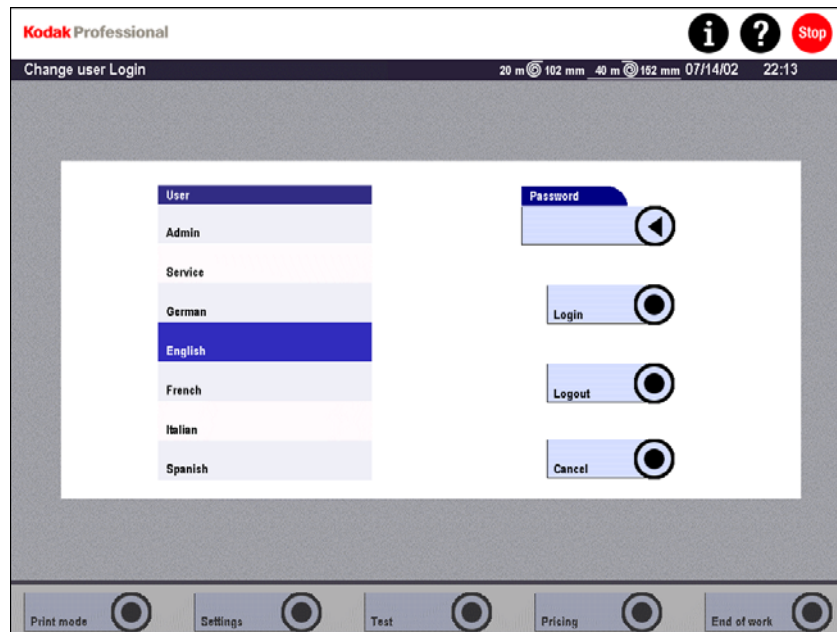 Kodak Professional
i ? Stop
Change user Login 20 m 102 mm 40 m 152 mm 07/14/02 22:13
User
Admin
Service
German
English
French
Italian
Spanish
Password
Login
Logout
Cancel
Print mode Settings Test Pricing End of work